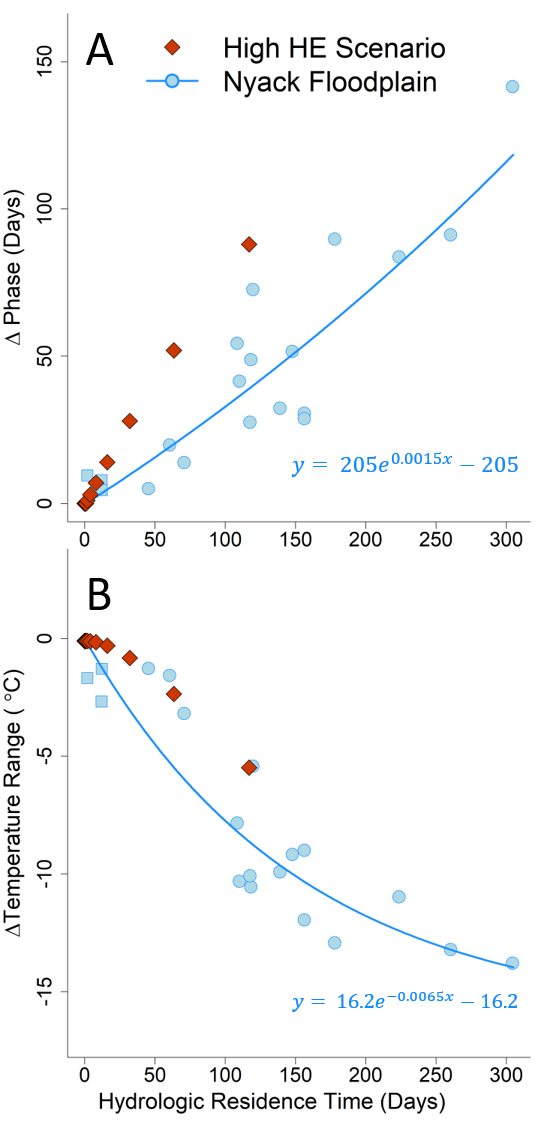 A
High HE Scenario
Nyack Floodplain
Δ Phase (Days)
150
100
50
0
y = 205e^0.0015x − 205
0 50 100 150 200 250 300
B
ΔTemperature Range ( °C)
0
-5
-10
-15
y = 16.2e^−0.0065x − 16.2
0 50 100 150 200 250 300
Hydrologic Residence Time (Days)